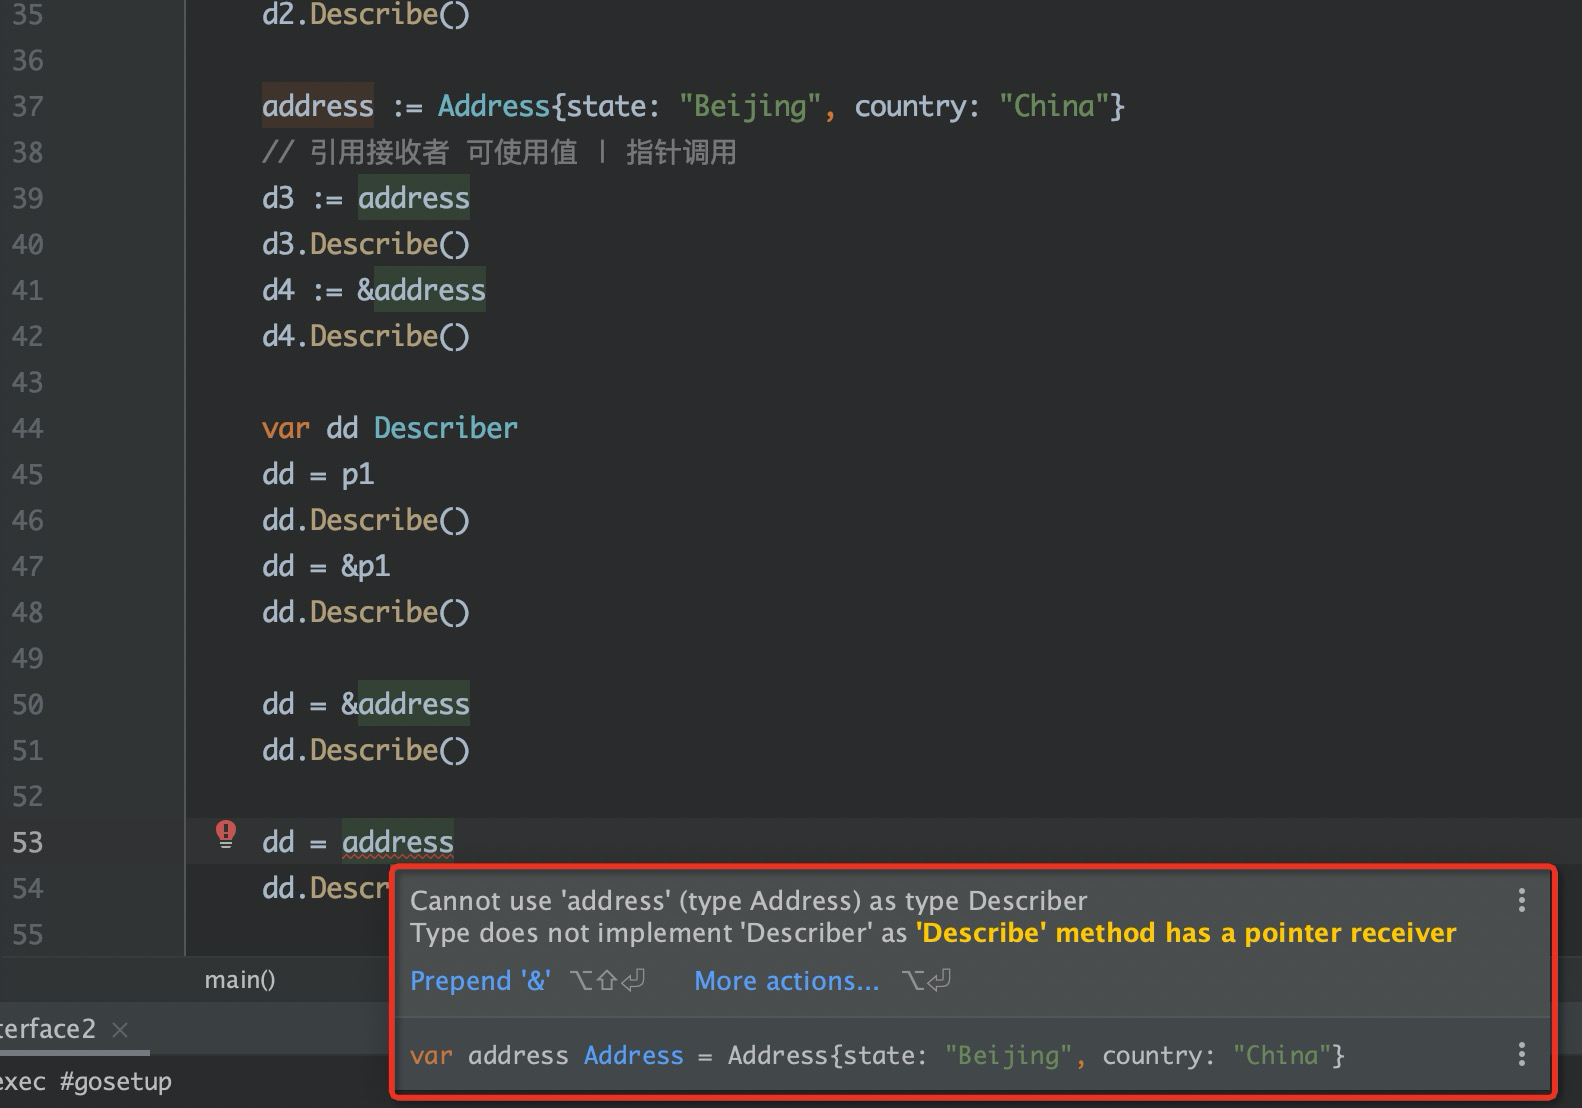 35 d2.Describe()
36
37 address := Address{state: "Beijing", country: "China"}
38 // 引用接收者 可使用值 | 指针调用
39 d3 := address
40 d3.Describe()
41 d4 := &address
42 d4.Describe()
43
44 var dd Describer
45 dd = p1
46 dd.Describe()
47 dd = &p1
48 dd.Describe()
49
50 dd = &address
51 dd.Describe()
52
53 dd = address
54 dd.Descr
55
Cannot use 'address' (type Address) as type Describer
Type does not implement 'Describer' as 'Describe' method has a pointer receiver
Prepend '&' ⌥⇧⏎ More actions... ⌥⏎
var address Address = Address{state: "Beijing", country: "China"}
main()
terface2 ×
exec #gosetup